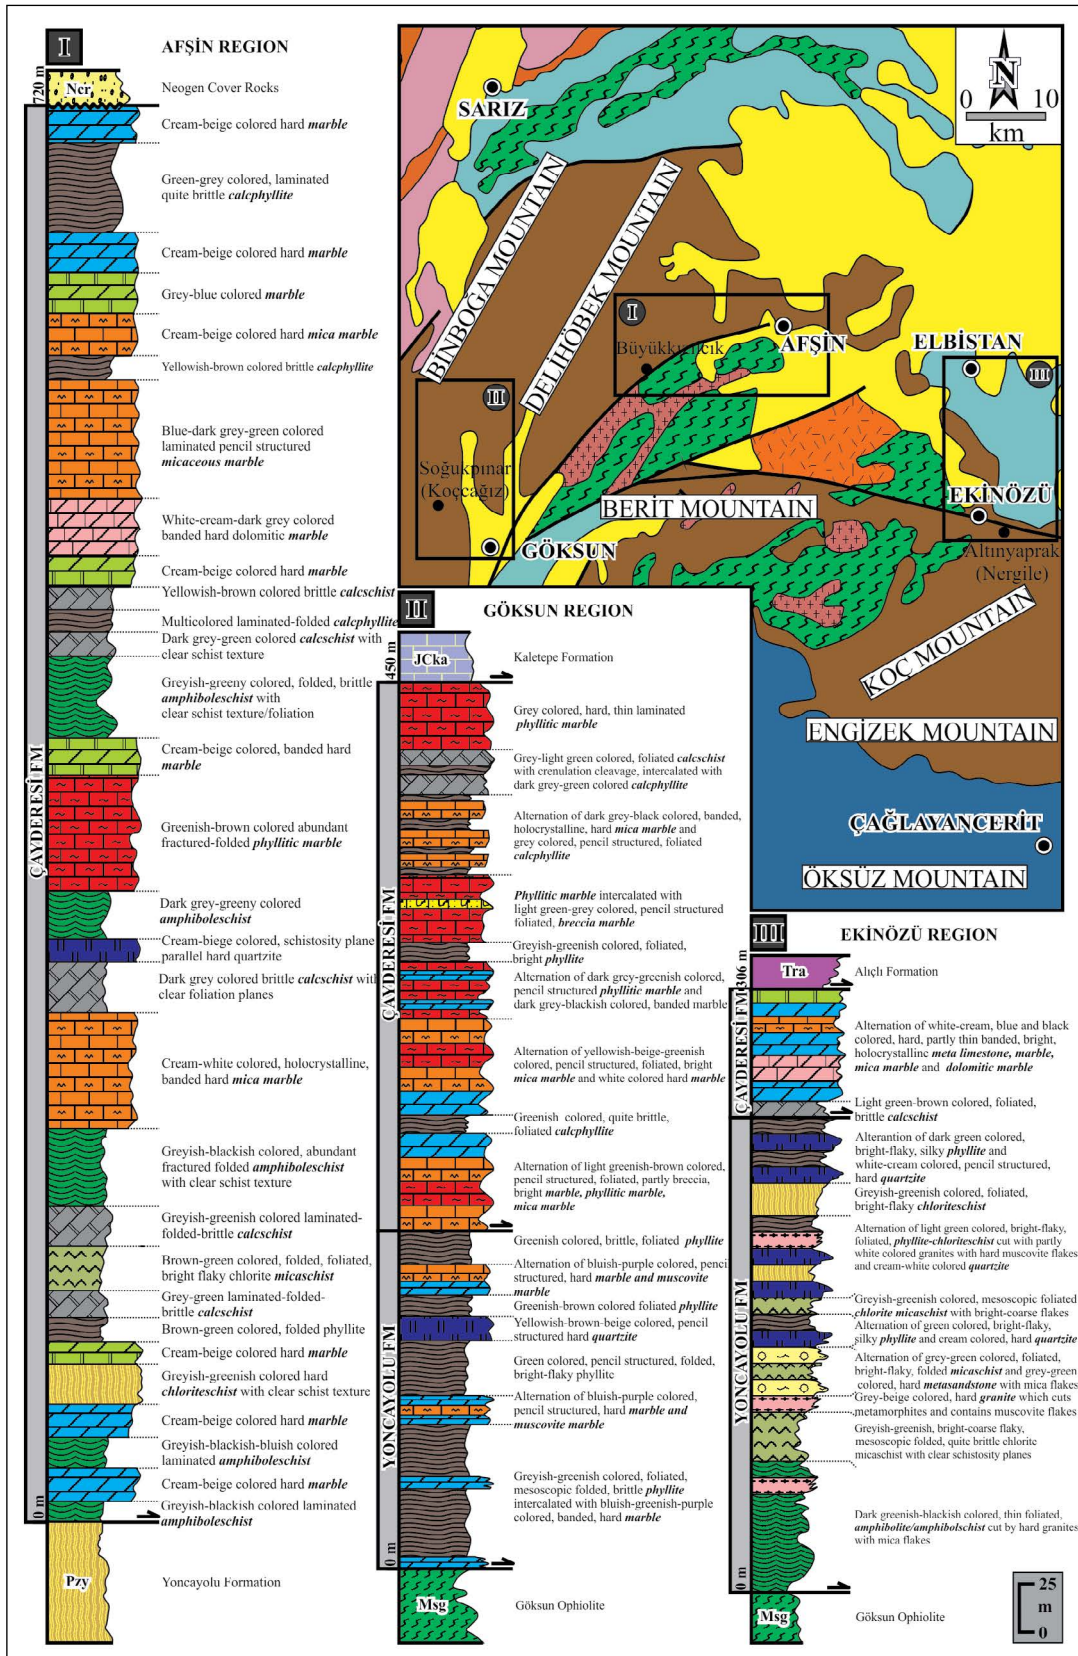 I
AFŞİN REGION
720 m
Ncr
Neogen Cover Rocks
Cream-beige colored hard marble
Green-grey colored, laminated
quite brittle calcphyllite
Cream-beige colored hard marble
Grey-blue colored marble
Cream-beige colored hard mica marble
Yellowish-brown colored brittle calcphyllite
Blue-dark grey-green colored
laminated pencil structured
micaceous marble
White-cream-dark grey colored
banded hard dolomitic marble
Cream-beige colored hard marble
Yellowish-brown colored brittle calcschist
Multicolored laminated-folded calcphyllite
Dark grey-green colored calcschist with
clear schist texture
Greyish-greeny colored, folded, brittle
amphiboleschist with
clear schist texture/foliation
Cream-beige colored, banded hard
marble
ÇAYDERESİ FM
Greenish-brown colored abundant
fractured-folded phyllitic marble
Dark grey-greeny colored
amphiboleschist
Cream-biege colored, schistosity plane
parallel hard quartzite
Dark grey colored brittle calcschist with
clear foliation planes
Cream-white colored, holocrystalline,
banded hard mica marble
Greyish-blackish colored, abundant
fractured folded amphiboleschist
with clear schist texture
Greyish-greenish colored laminated-
folded-brittle calcschist
Brown-green colored, folded, foliated,
bright flaky chlorite micaschist
Grey-green laminated-folded-
brittle calcschist
Brown-green colored, folded phyllite
Cream-beige colored hard marble
Greyish-greenish colored hard
chloriteschist with clear schist texture
Cream-beige colored hard marble
Greyish-blackish-bluish colored
laminated amphiboleschist
Cream-beige colored hard marble
Greyish-blackish colored laminated
amphiboleschist
0 m
Pzy
Yoncayolu Formation
N
0 10
km
SARIZ
BİNBOGA MOUNTAIN
DELİHÖBEK MOUNTAIN
I
Büyükkızılcık
AFŞİN
ELBİSTAN
III
II
Soğukpınar
(Koçcağız)
GÖKSUN
BERİT MOUNTAIN
EKİNÖZÜ
Altınyaprak
(Nergile)
KOÇ MOUNTAIN
ENGİZEK MOUNTAIN
ÇAĞLAYANCERİT
ÖKSÜZ MOUNTAIN
II
GÖKSUN REGION
450 m
JCka
Kaletepe Formation
Grey colored, hard, thin laminated
phyllitic marble
Grey-light green colored, foliated calcschist
with crenulation cleavage, intercalated with
dark grey-green colored calcphyllite
Alternation of dark grey-black colored, banded,
holocrystalline, hard mica marble and
grey colored, pencil structured, foliated
calcphyllite
ÇAYDERESİ FM
Phyllitic marble intercalated with
light green-grey colored, pencil structured
foliated, breccia marble
Greyish-greenish colored, foliated,
bright phyllite
Alternation of dark grey-greenish colored,
pencil structured phyllitic marble and
dark grey-blackish colored, banded marble
Alternation of yellowish-beige-greenish
colored, pencil structured, foliated, bright
mica marble and white colored hard marble
Greenish colored, quite brittle,
foliated calcphyllite
Alternation of light greenish-brown colored,
pencil structured, foliated, partly breccia,
bright marble, phyllitic marble,
mica marble
Greenish colored, brittle, foliated phyllite
Alternation of bluish-purple colored, pencil
structured, hard marble and muscovite
marble
Greenish-brown colored foliated phyllite
Yellowish-brown-beige colored, pencil
structured hard quartzite
YONCAYOLU FM
Green colored, pencil structured, folded,
bright-flaky phyllite
Alternation of bluish-purple colored,
pencil structured, hard marble and
muscovite marble
Greyish-greenish colored, foliated,
mesoscopic folded, brittle phyllite
intercalated with bluish-greenish-purple
colored, banded, hard marble
0 m
Msg
Göksun Ophiolite
III
EKİNÖZÜ REGION
306 m
Tra
Alıçlı Formation
ÇAYDERESİ FM
Alternation of white-cream, blue and black
colored, hard, partly thin banded, bright,
holocrystallinc meta limestone, marble,
mica marble and dolomitic marble
Light green-brown colored, foliated,
brittle calcschist
Alterantion of dark green colored,
bright-flaky, silky phyllite and
white-cream colored, pencil structured,
hard quartzite
Greyish-greenish colored, foliated,
bright-flaky chloriteschist
Alternation of light green colored, bright-flaky,
foliated, phyllite-chloriteschist cut with partly
white colored granites with hard muscovite flakes
and cream-white colored quartzite
YONCAYOLU FM
Greyish-greenish colored, mesoscopic foliated
chlorite micaschist with bright-coarse flakes
Alternation of green colored, bright-flaky,
silky phyllite and cream colored, hard quartzite
Alternation of grey-green colored, foliated,
bright-flaky, folded micaschist and grey-green
colored, hard metasandstone with mica flakes
Grey-beige colored, hard granite which cuts
metamorphites and contains muscovite flakes
Greyish-greenish, bright-coarse flaky,
mesoscopic folded, quite brittle chlorite
micaschist with clear schistosity planes
Dark greenish-blackish colored, thin foliated,
amphibolite/amphibolschist cut by hard granites
with mica flakes
0 m
Msg
Göksun Ophiolite
25
m
0